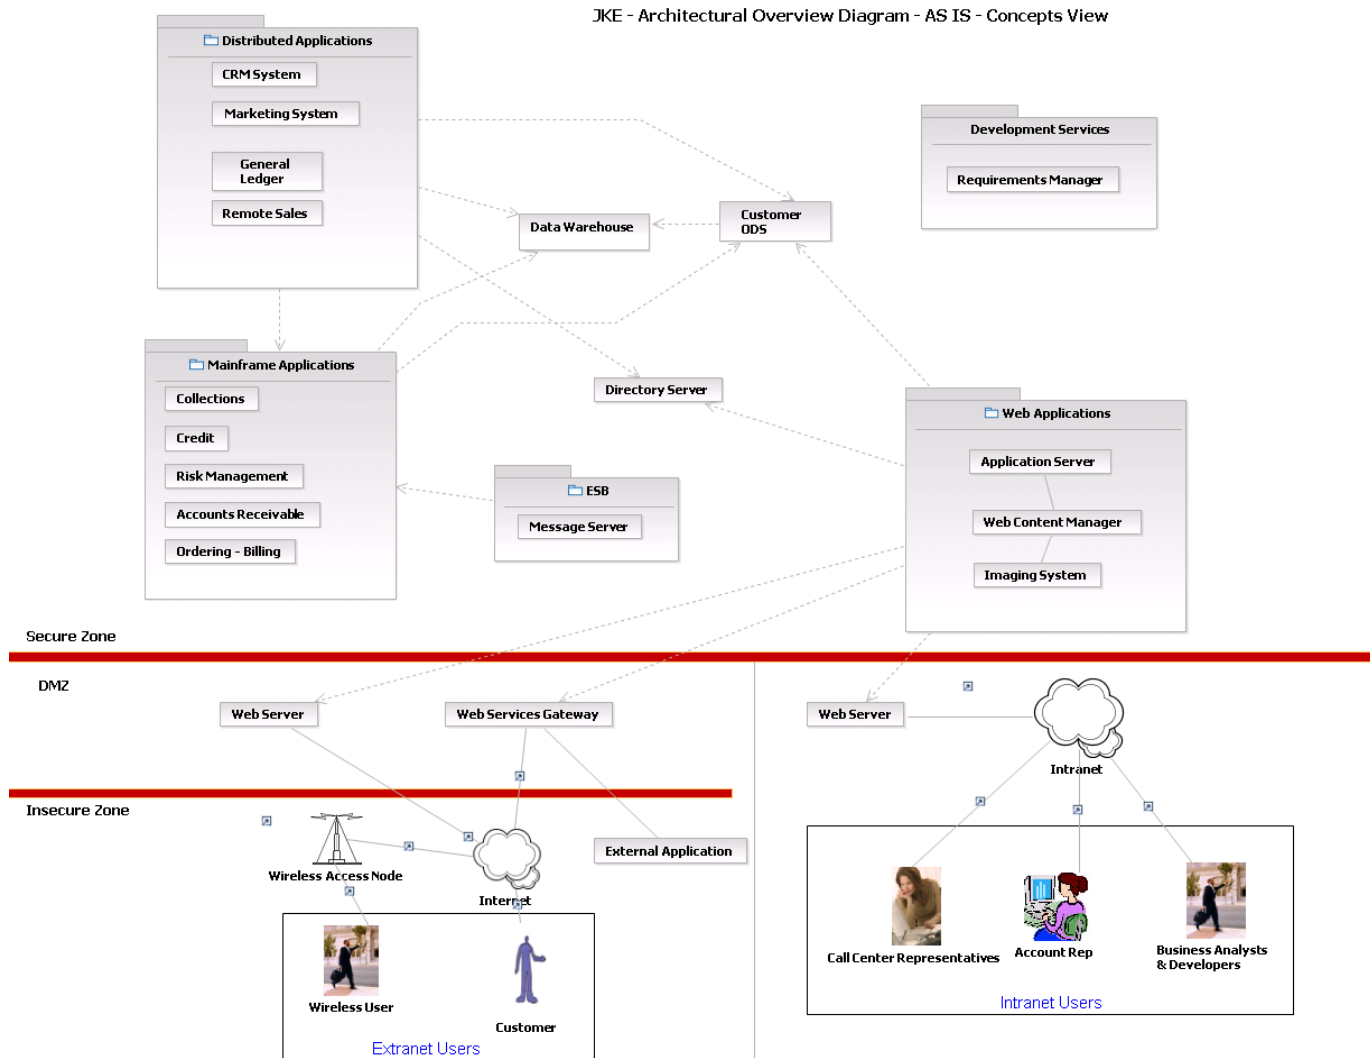 JKE - Architectural Overview Diagram - AS IS - Concepts View
Distributed Applications
CRM System
Marketing System
General
Ledger
Remote Sales
Development Services
Requirements Manager
Data Warehouse
Customer
ODS
Mainframe Applications
Collections
Credit
Risk Management
Accounts Receivable
Ordering - Billing
Directory Server
ESB
Message Server
Web Applications
Application Server
Web Content Manager
Imaging System
Secure Zone
DMZ
Web Server
Web Services Gateway
Web Server
Intranet
Insecure Zone
Wireless Access Node
Internet
External Application
Wireless User
Customer
Extranet Users
Call Center Representatives
Account Rep
Business Analysts
& Developers
Intranet Users